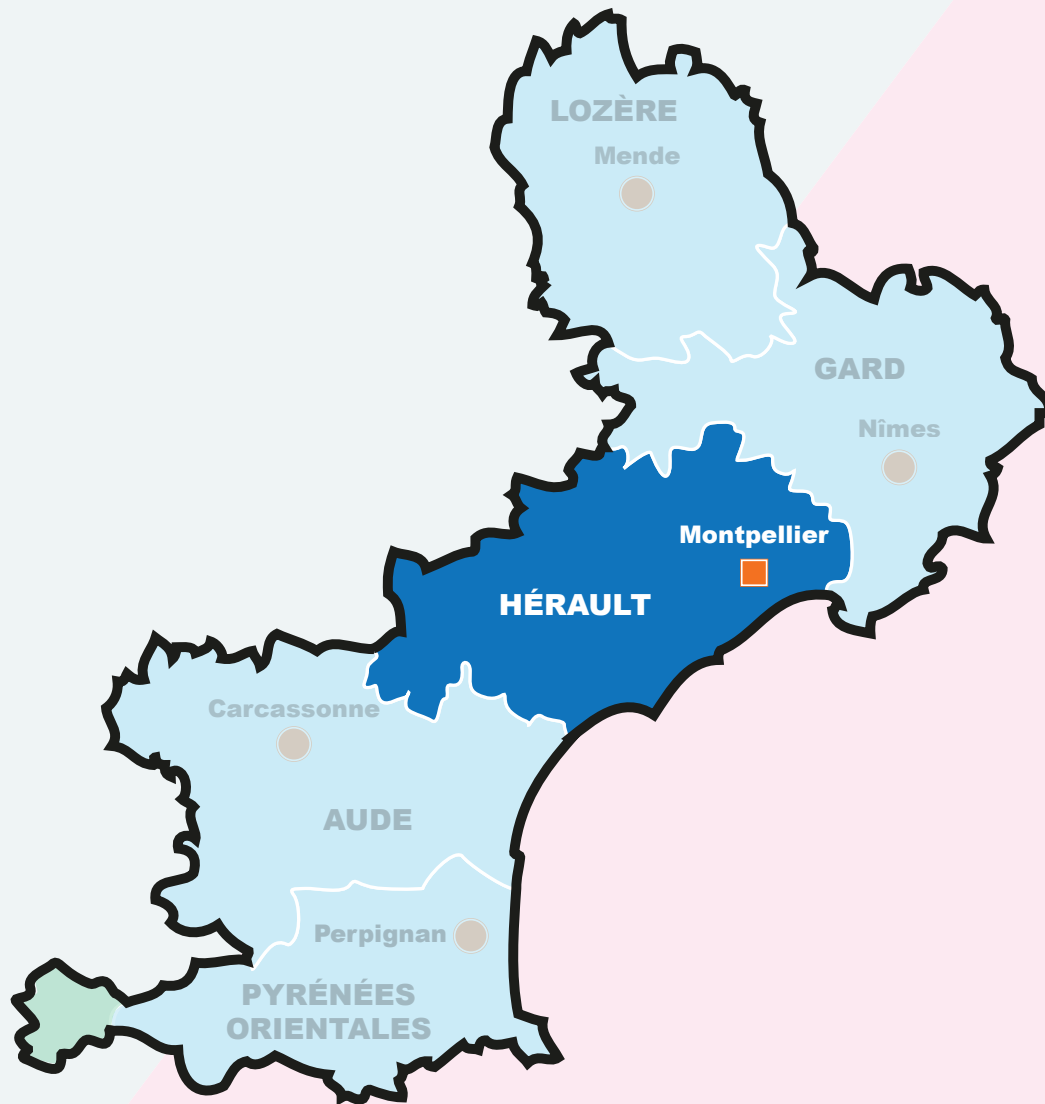 LOZÈRE
Mende
GARD
Nîmes
Montpellier
HÉRAULT
Carcassonne
AUDE
Perpignan
PYRÉNÉES
ORIENTALES